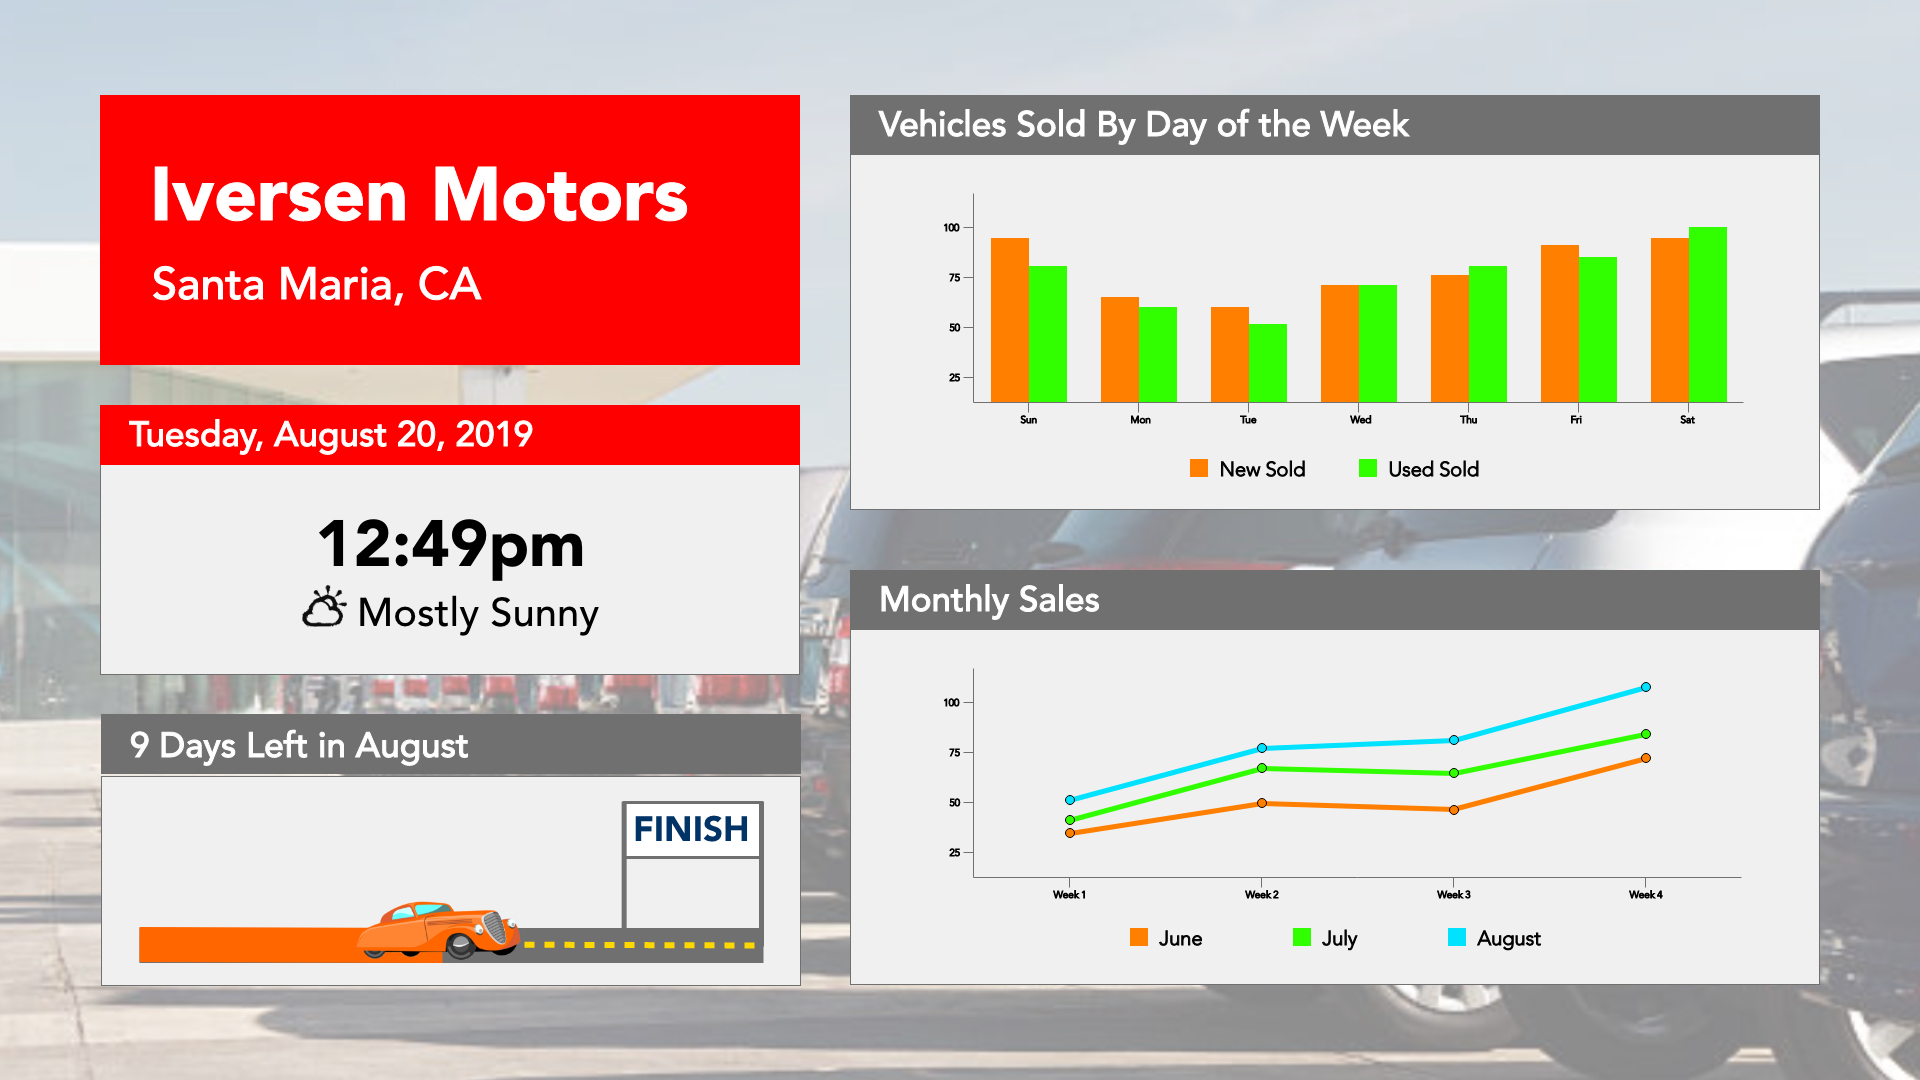 Iversen Motors
Santa Maria, CA
Tuesday, August 20, 2019
12:49pm
Mostly Sunny
9 Days Left in August
FINISH
Vehicles Sold By Day of the Week
100
75
50
25
Sun Mon Tue Wed Thu Fri Sat
New Sold Used Sold
Monthly Sales
100
75
50
25
Week 1 Week 2 Week 3 Week 4
June July August